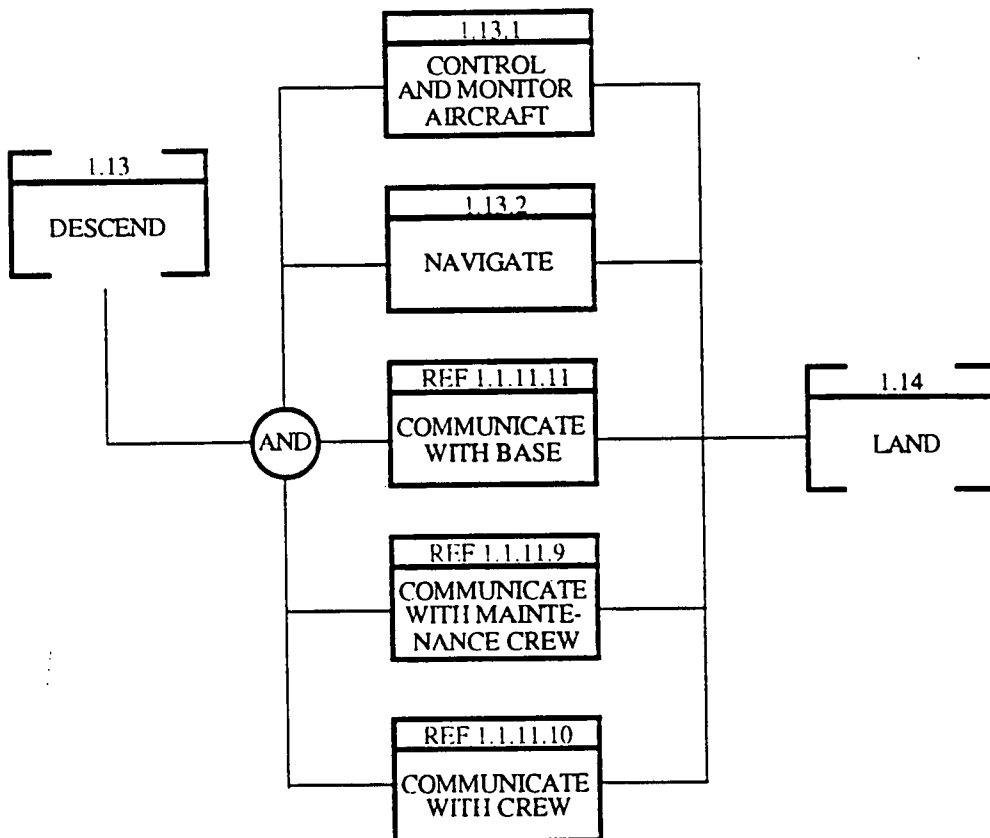 1.13
DESCEND
AND
1.13.1
CONTROL
AND MONITOR
AIRCRAFT
1.13.2
NAVIGATE
REF 1.1.11.11
COMMUNICATE
WITH BASE
REF 1.1.11.9
COMMUNICATE
WITH MAINTE-
NANCE CREW
REF 1.1.11.10
COMMUNICATE
WITH CREW
1.14
LAND